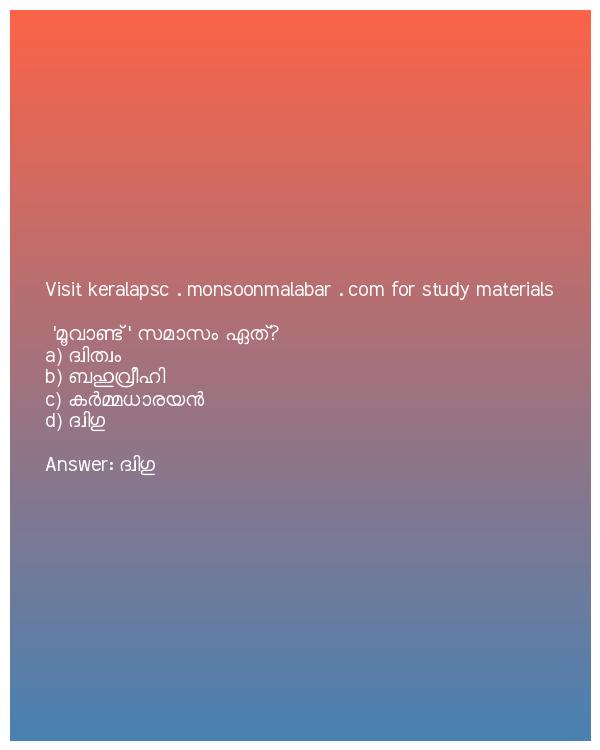 Visit keralapsc . monsoonmalabar . com for study materials
'മൂവാണ്ട്' സമാസം ഏത്?
a) ദ്വിത്വം
b) ബഹുവ്രീഹി
c) കർമ്മധാരയൻ
d) ദ്വിഗു
Answer: ദ്വിഗു